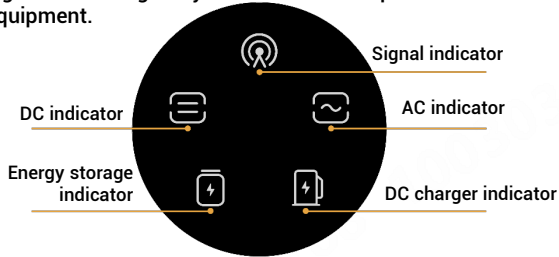 equipment.
Signal indicator
DC indicator
AC indicator
Energy storage
indicator
DC charger indicator